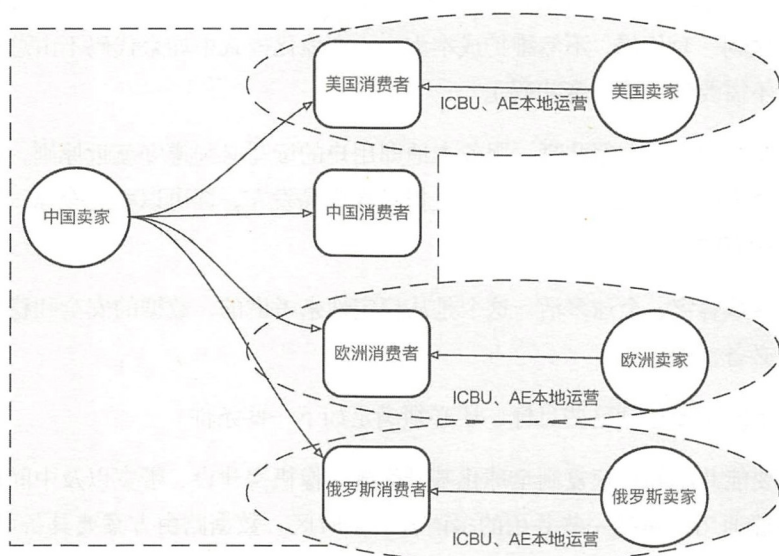 美国消费者
ICBU、AE本地运营
美国卖家
中国卖家
中国消费者
欧洲消费者
ICBU、AE本地运营
欧洲卖家
俄罗斯消费者
ICBU、AE本地运营
俄罗斯卖家